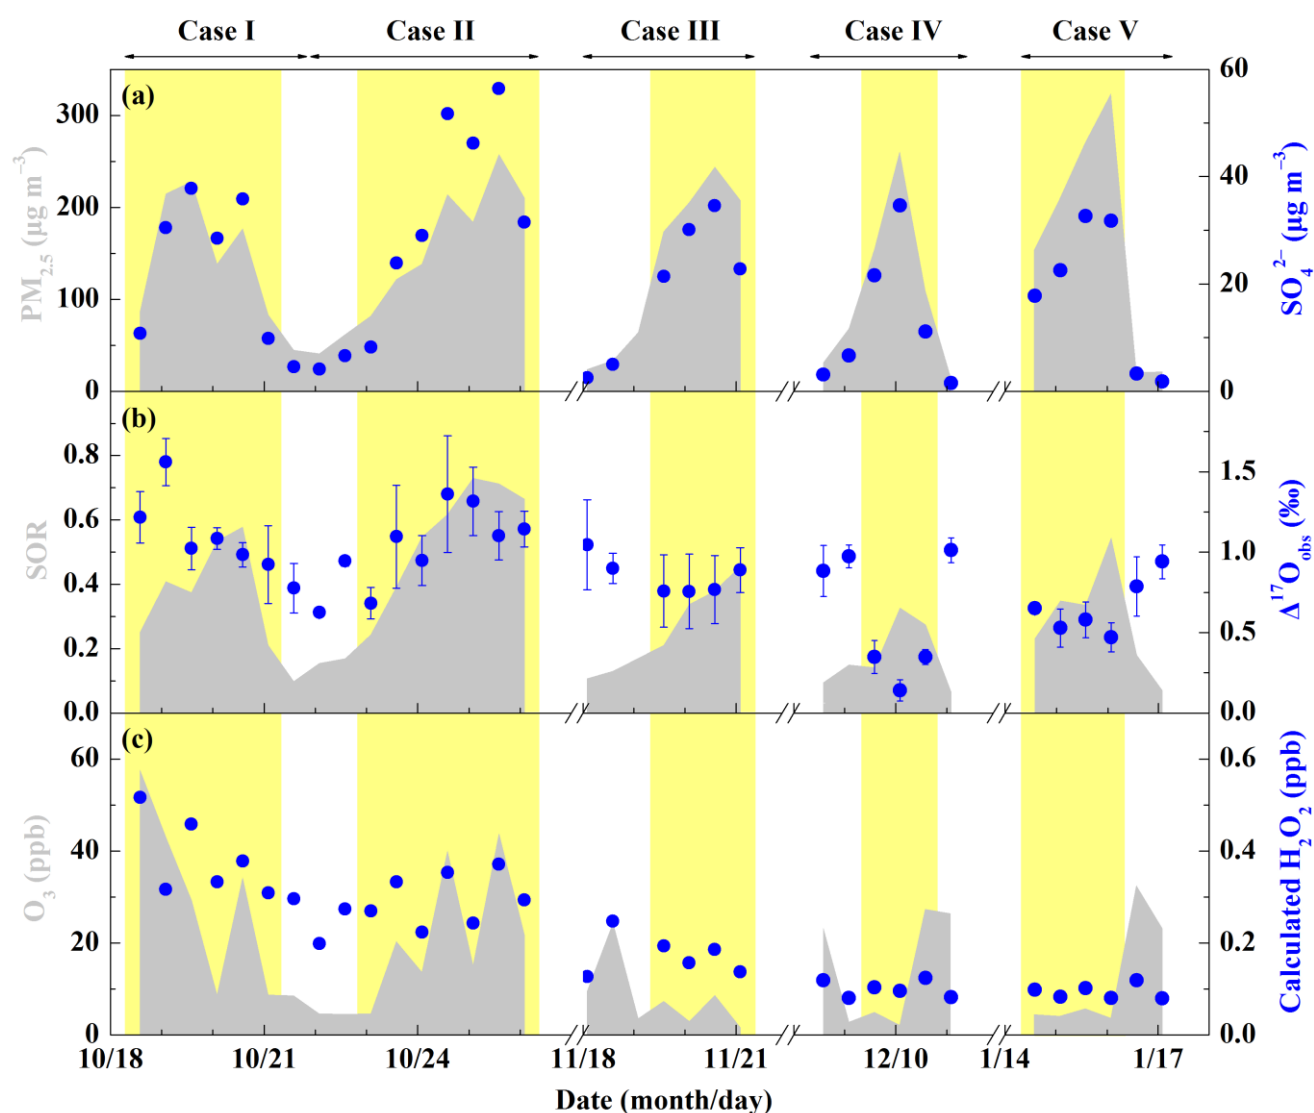 Case I Case II Case III Case IV Case V
(a)
300
200
100
0
PM2.5 (μg m−3)
60
40
20
0
SO4 2− (μg m−3)
(b)
0.8
0.6
0.4
0.2
0.0
SOR
1.5
1.0
0.5
0.0
Δ17Oobs (‰)
(c)
60
40
20
0
O3 (ppb)
0.6
0.4
0.2
0.0
Calculated H2O2 (ppb)
10/18 10/21 10/24 11/18 11/21 12/10 1/14 1/17
Date (month/day)